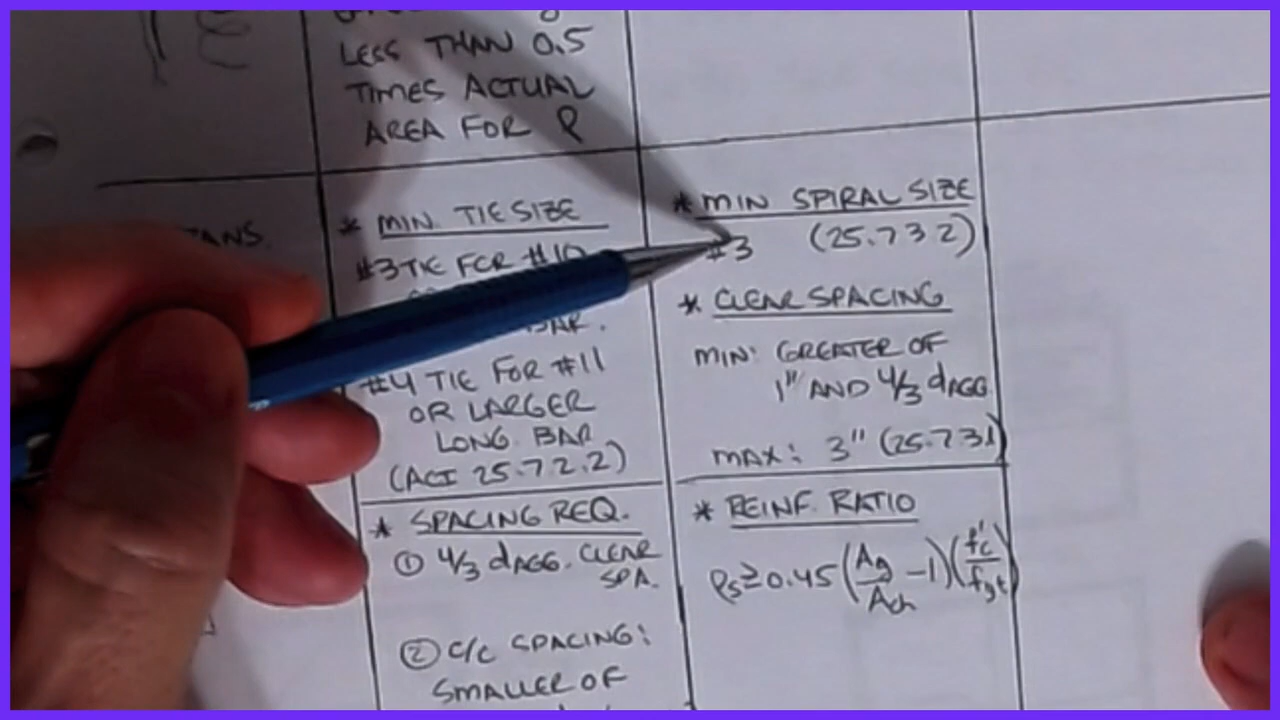 LESS THAN 0.5
TIMES ACTUAL
AREA FOR ρ
* MIN. TIE SIZE
#3 TIE FOR #10
BAR.
#4 TIE FOR #11
OR LARGER
LONG. BAR
(ACI 25.7.2.2)
* SPACING REQ.
① 4/3 dAGG. CLEAR
SPA.
② C/C SPACING:
SMALLER OF
* MIN SPIRAL SIZE
#3 (25.7.3.2)
* CLEAR SPACING
MIN: GREATER OF
1" AND 4/3 dAGG
MAX: 3" (25.7.3.1)
* REINF. RATIO
ρs ≥ 0.45 (Ag/Ach - 1)(f'c/fyt)